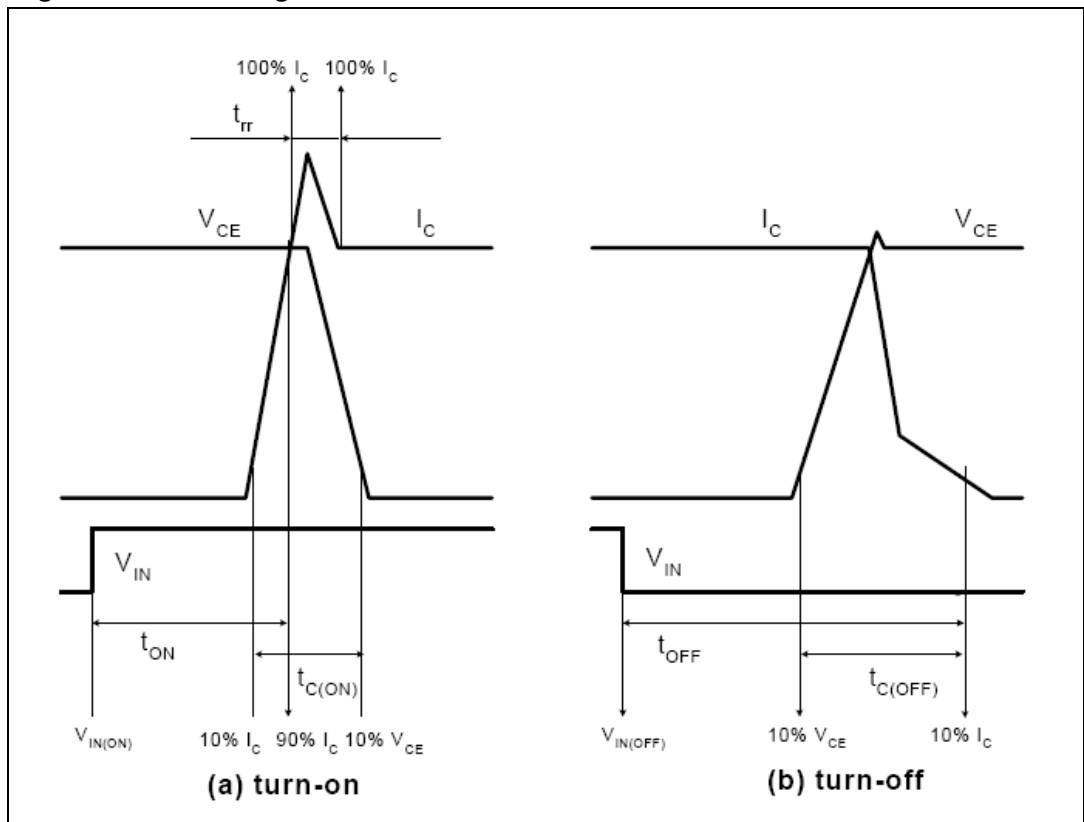 100% I_C 100% I_C
t_rr
V_CE I_C
V_IN
t_ON
t_C(ON)
V_IN(ON) 10% I_C 90% I_C 10% V_CE
(a) turn-on
I_C V_CE
V_IN
t_OFF
t_C(OFF)
V_IN(OFF) 10% V_CE 10% I_C
(b) turn-off